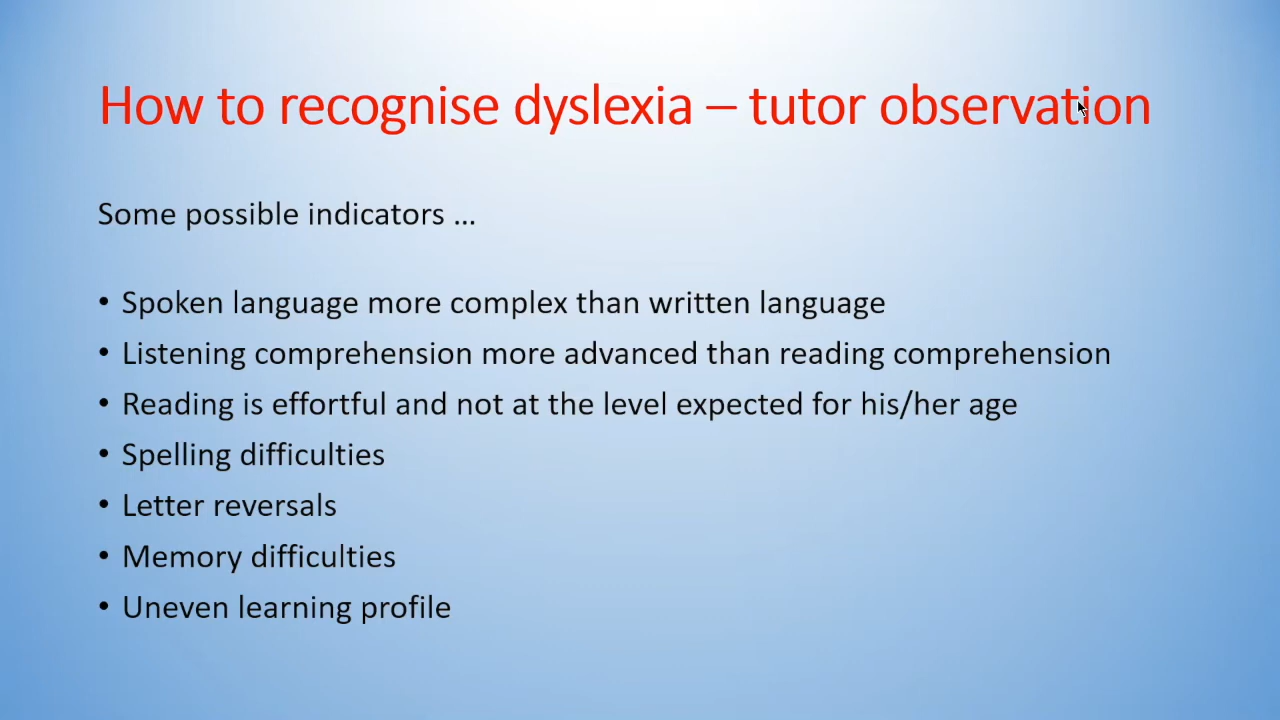 How to recognise dyslexia – tutor observation
Some possible indicators ...
• Spoken language more complex than written language
• Listening comprehension more advanced than reading comprehension
• Reading is effortful and not at the level expected for his/her age
• Spelling difficulties
• Letter reversals
• Memory difficulties
• Uneven learning profile